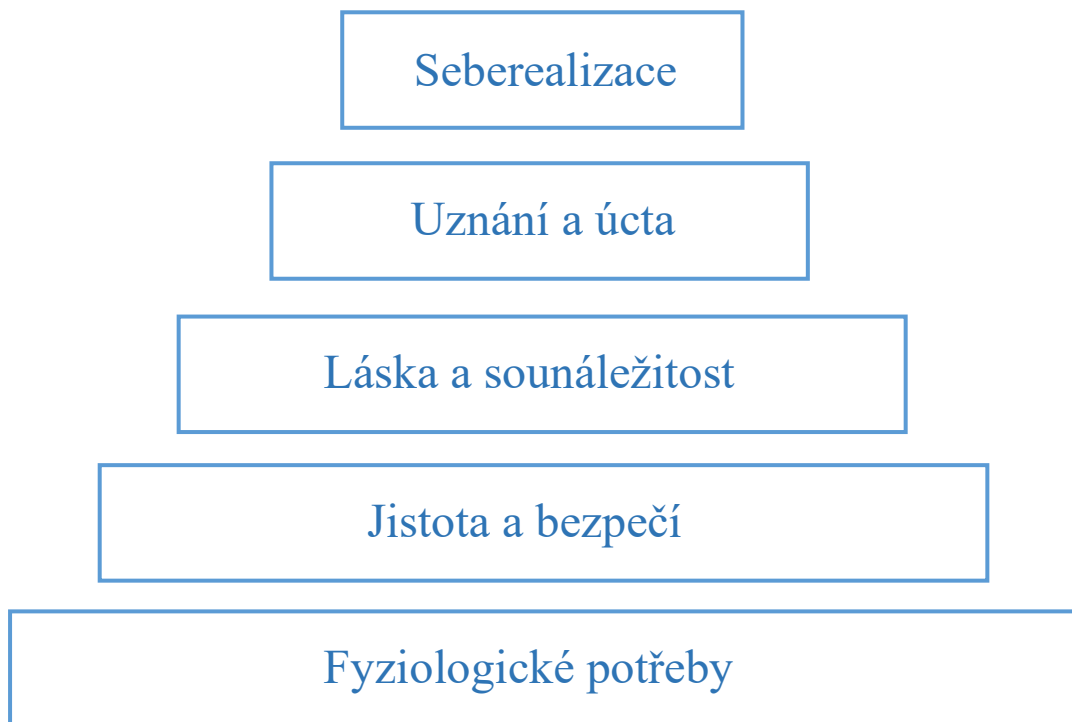 Seberealizace
Uznání a úcta
Láska a sounáležitost
Jistota a bezpečí
Fyziologické potřeby